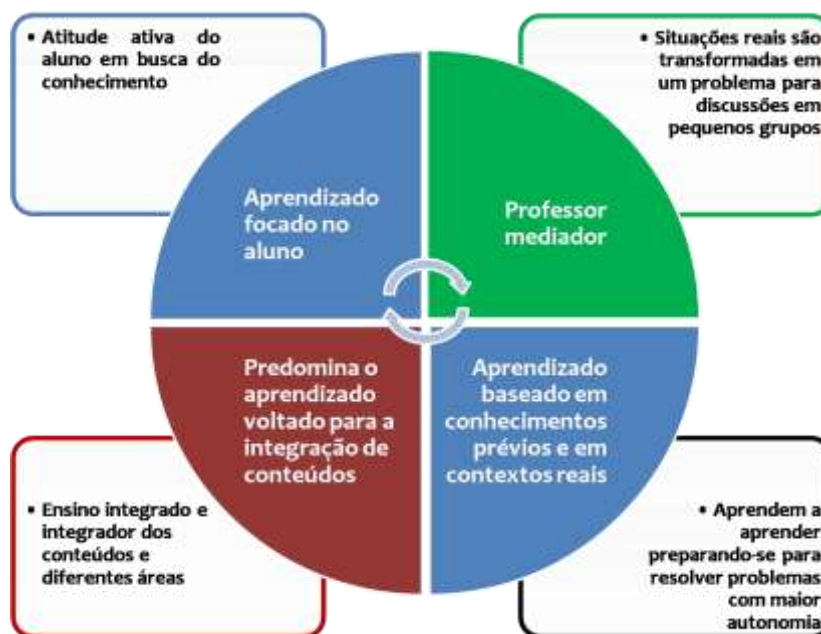 • Atitude ativa do
aluno em busca do
conhecimento
• Situações reais são
transformadas em
um problema para
discussões em
pequenos grupos
Aprendizado
focado no
aluno
Professor
mediador
Predomina o
aprendizado
voltado para a
integração de
conteúdos
Aprendizado
baseado em
conhecimentos
prévios e em
contextos reais
• Ensino integrado e
integrador dos
conteúdos e
diferentes áreas
• Aprendem a
aprender
preparando-se para
resolver problemas
com maior
autonomia